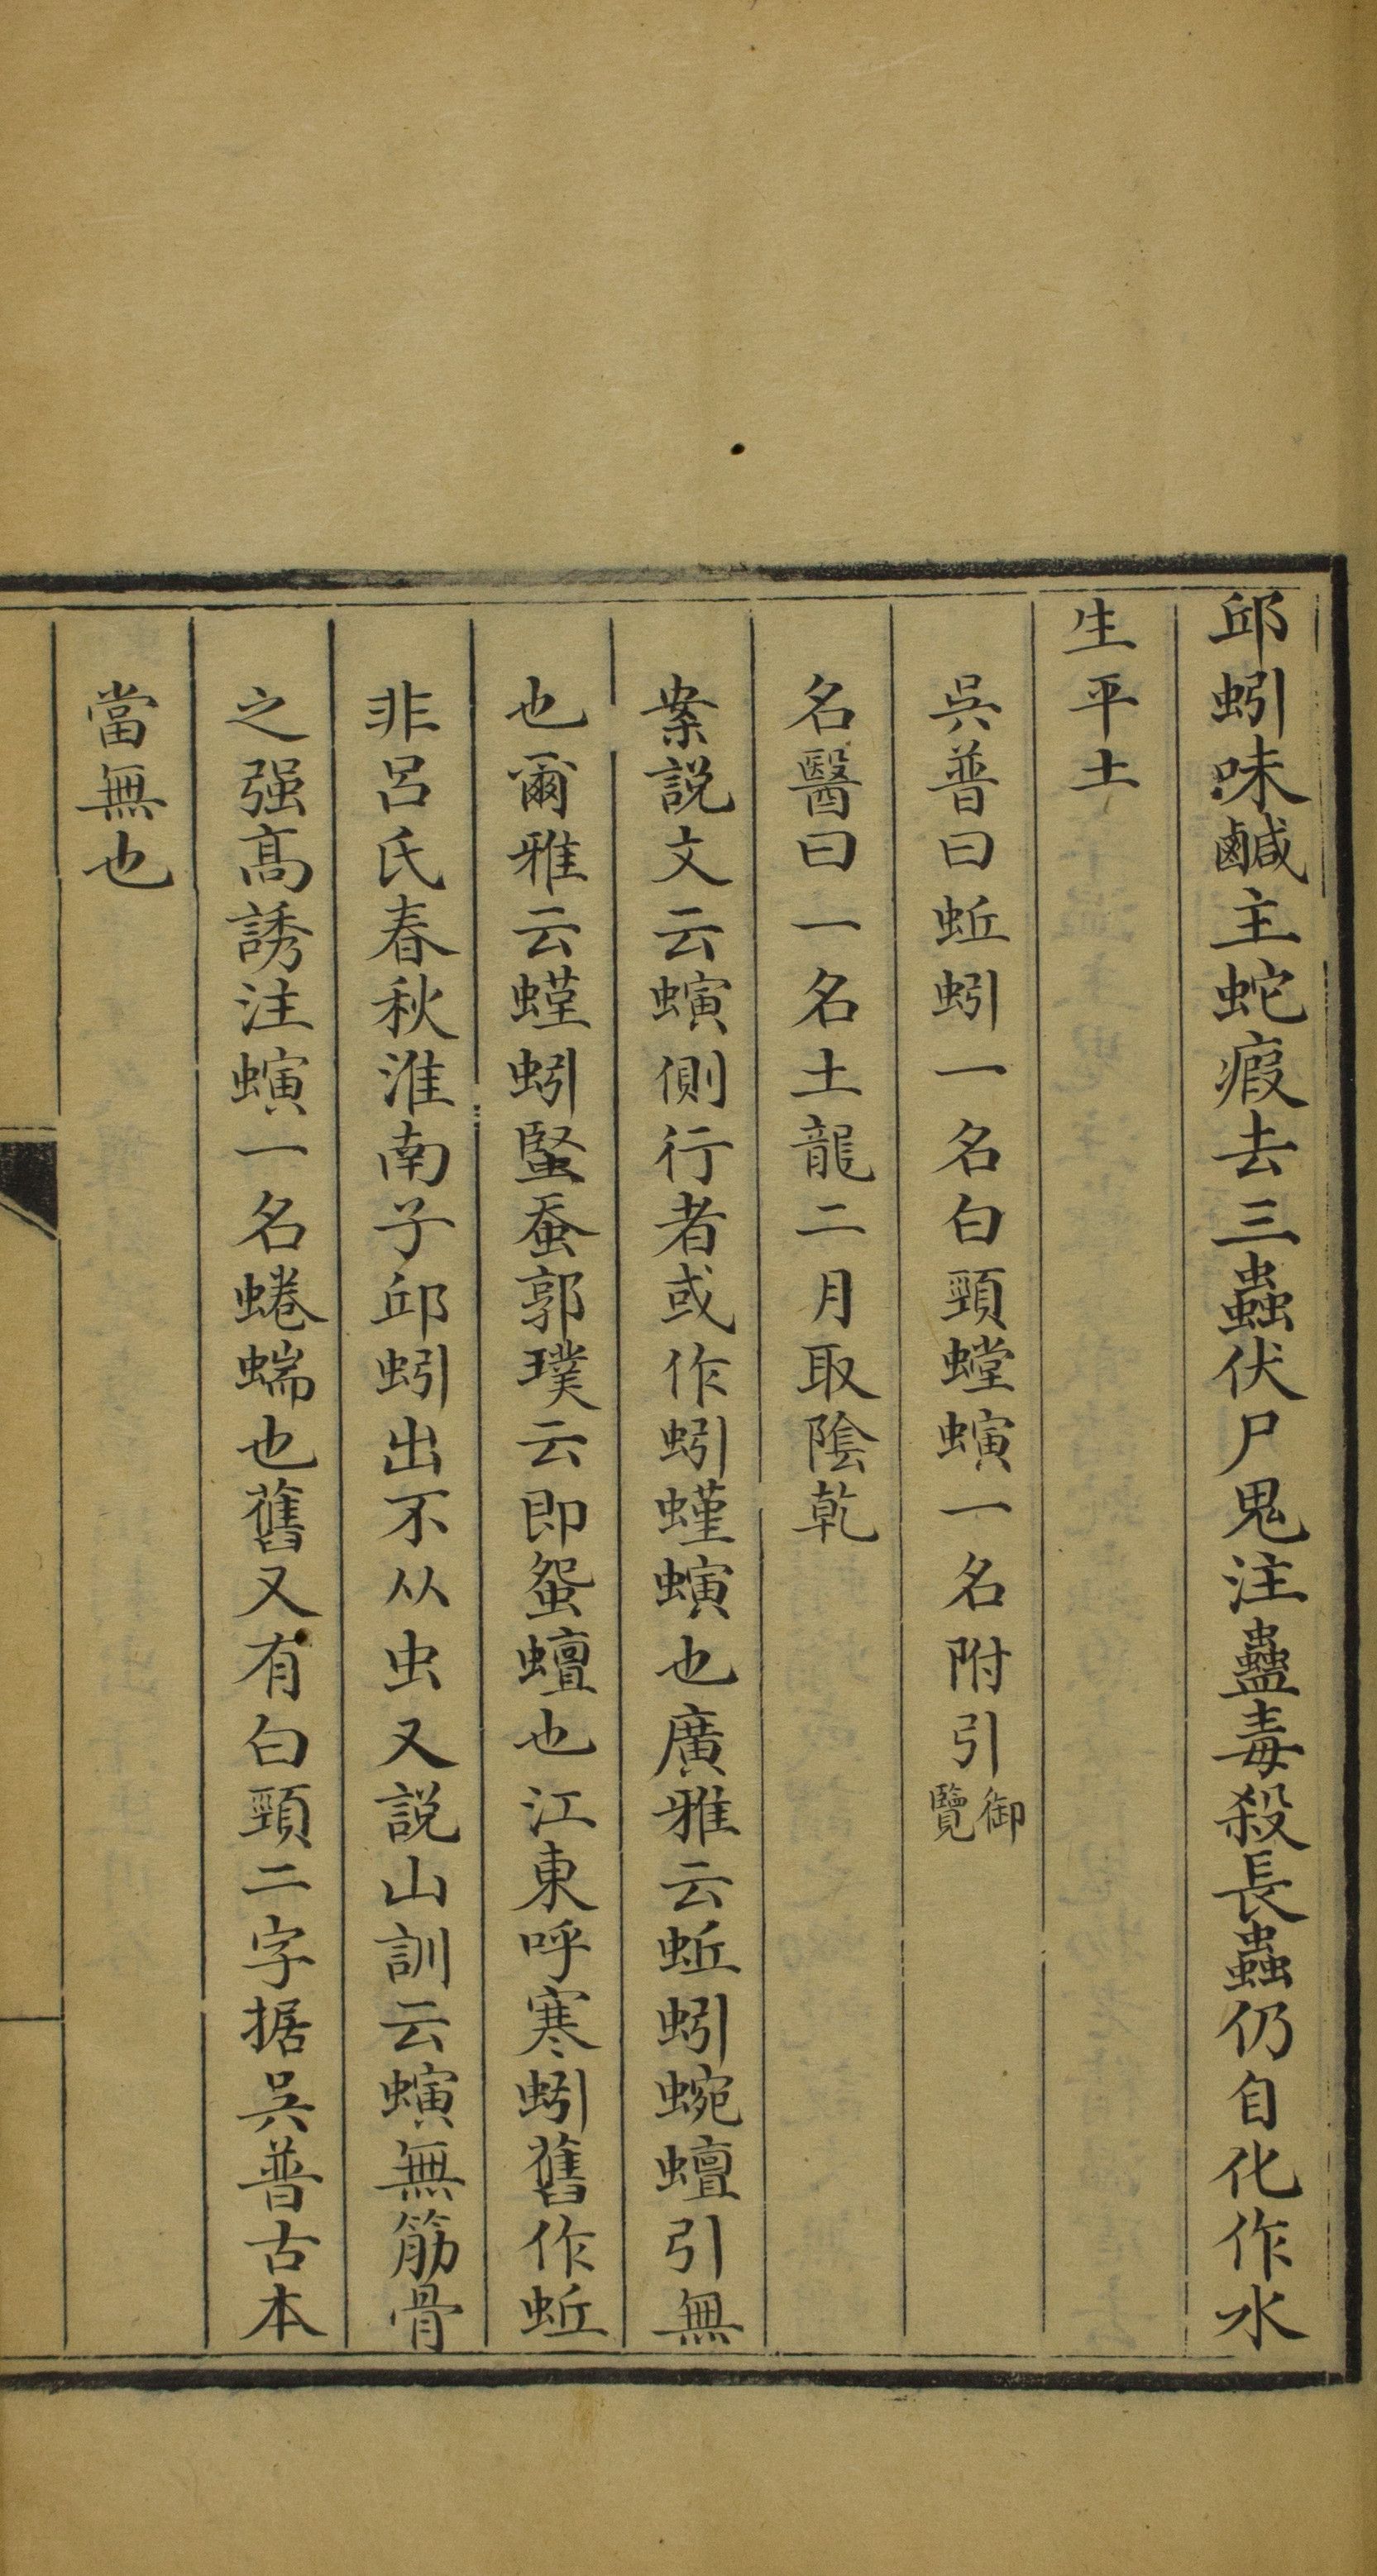 邱蚓味鹹主蛇瘕去三蟲伏尸鬼注蠱毒殺長蟲仍自化作水
生平土
吳普曰蚯蚓一名白頸螳螾一名附引御覽
名醫曰一名土龍二月取陰乾
案説文云螾側行者或作蚓螼螾也廣雅云蚯蚓蜿蟺引無
也爾雅云螼蚓蜸蚕郭璞云即䖤蟺也江東呼寒蚓舊作蚯
非呂氏春秋淮南子邱蚓出不从虫又説山訓云螾無筋骨
之强高誘注螾一名蜷蝺也舊又有白頸二字据吳普古本
當無也